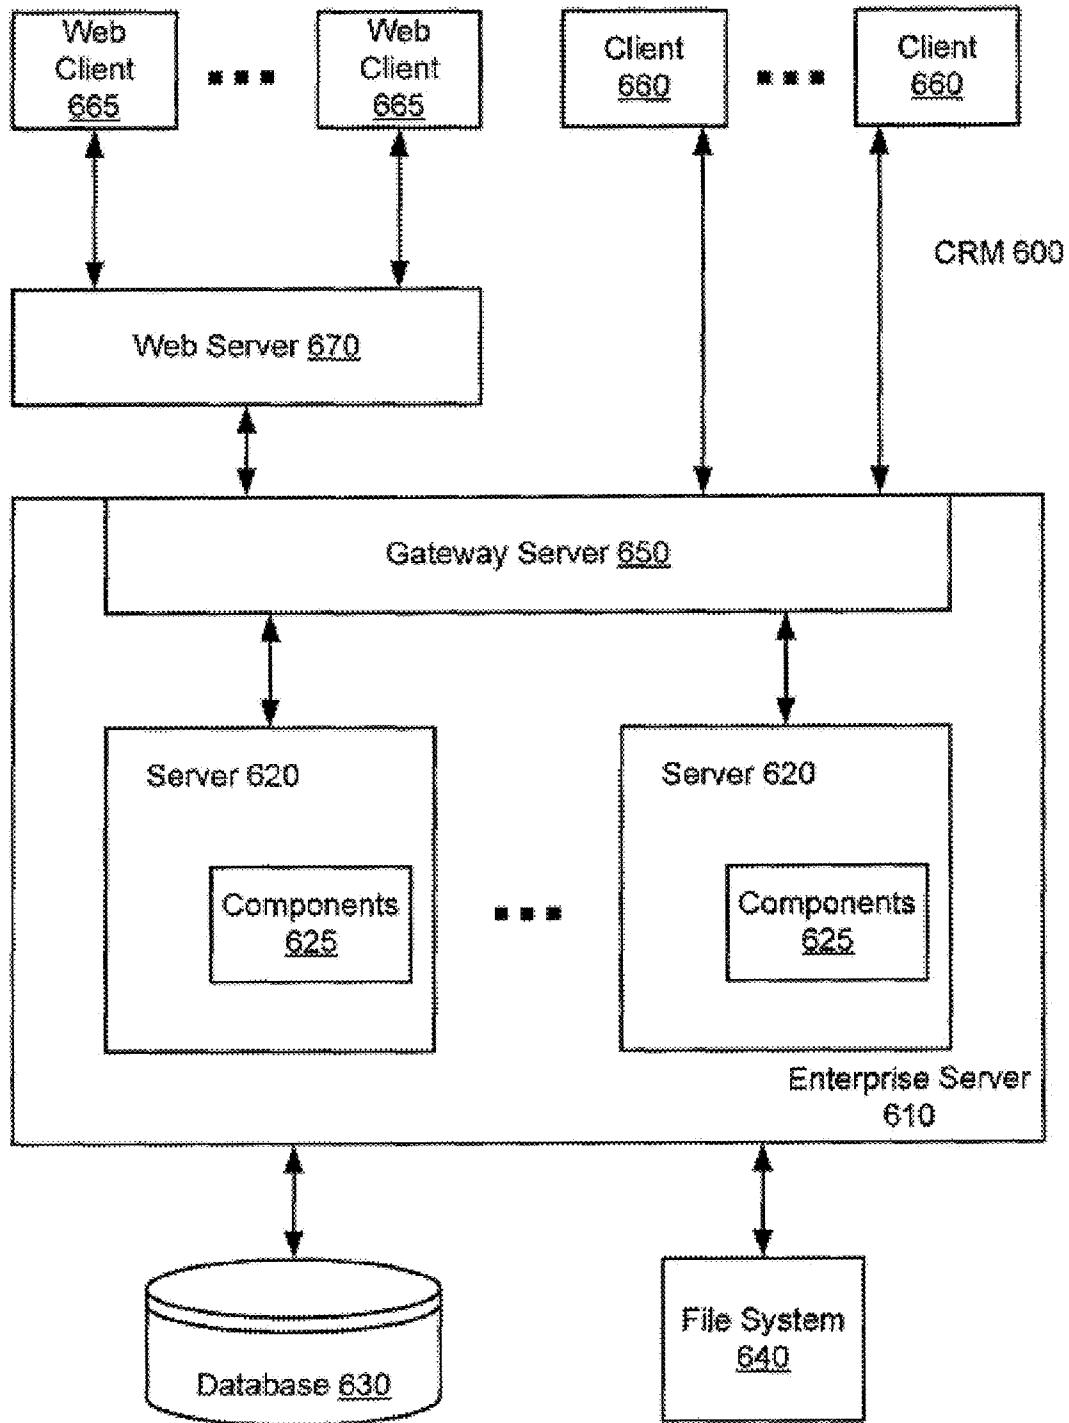 Web
Client
665
Web
Client
665
Client
660
Client
660
CRM 600
Web Server 670
Gateway Server 650
Server 620
Server 620
Components
625
Components
625
Enterprise Server
610
Database 630
File System
640